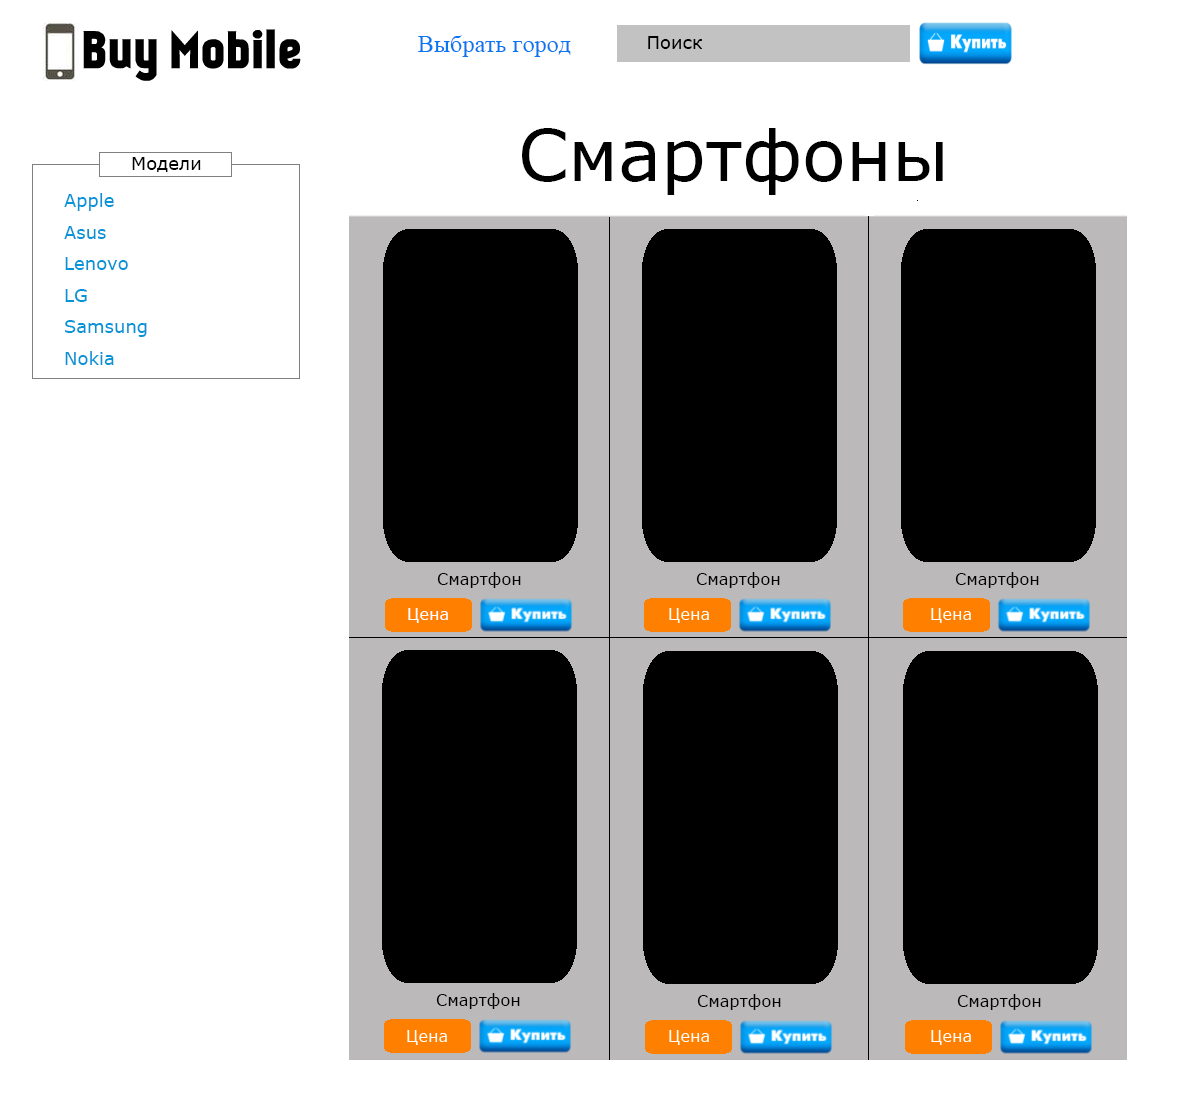 Buy Mobile
Выбрать город
Поиск
Купить
Смартфоны
Модели
Apple
Asus
Lenovo
LG
Samsung
Nokia
Смартфон Смартфон Смартфон
Цена Купить Цена Купить Цена Купить
Смартфон Смартфон Смартфон
Цена Купить Цена Купить Цена Купить